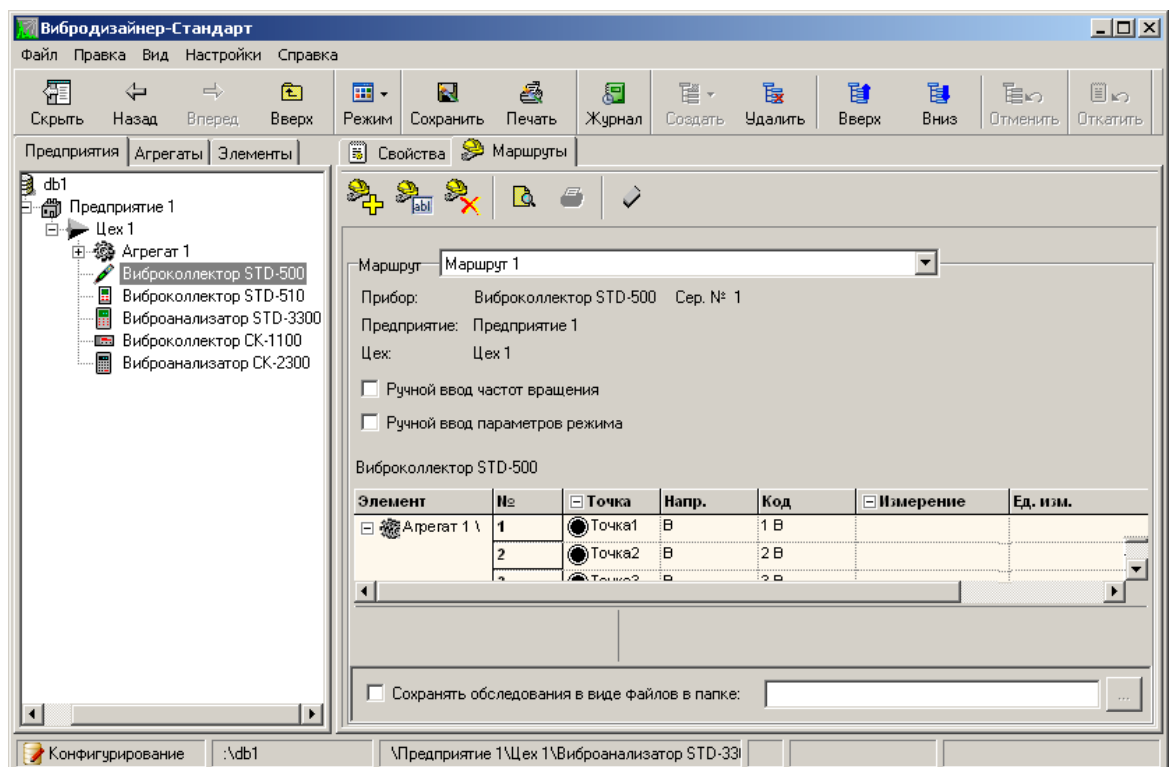 Вибродизайнер-Стандарт
Файл Правка Вид Настройки Справка
Скрыть Назад Вперед Вверх Режим Сохранить Печать Журнал Создать Удалить Вверх Вниз Отменить Откатить
Предприятия Агрегаты Элементы Свойства Маршруты
db1
Предприятие 1
Цех 1
Агрегат 1
Виброколлектор STD-500
Виброколлектор STD-510
Виброанализатор STD-3300
Виброколлектор СК-1100
Виброанализатор СК-2300
abl
Маршрут Маршрут 1
Прибор: Виброколлектор STD-500 Сер. № 1
Предприятие: Предприятие 1
Цех: Цех 1
Ручной ввод частот вращения
Ручной ввод параметров режима
Виброколлектор STD-500
Элемент № Точка Напр. Код Измерение Ед. изм.
Агрегат 1 \ 1 Точка1 В 1 В
2 Точка2 В 2 В
3 Точка3 В 3 В
Сохранять обследования в виде файлов в папке: ...
Конфигурирование :\db1 \Предприятие 1\Цех 1\Виброанализатор STD-33